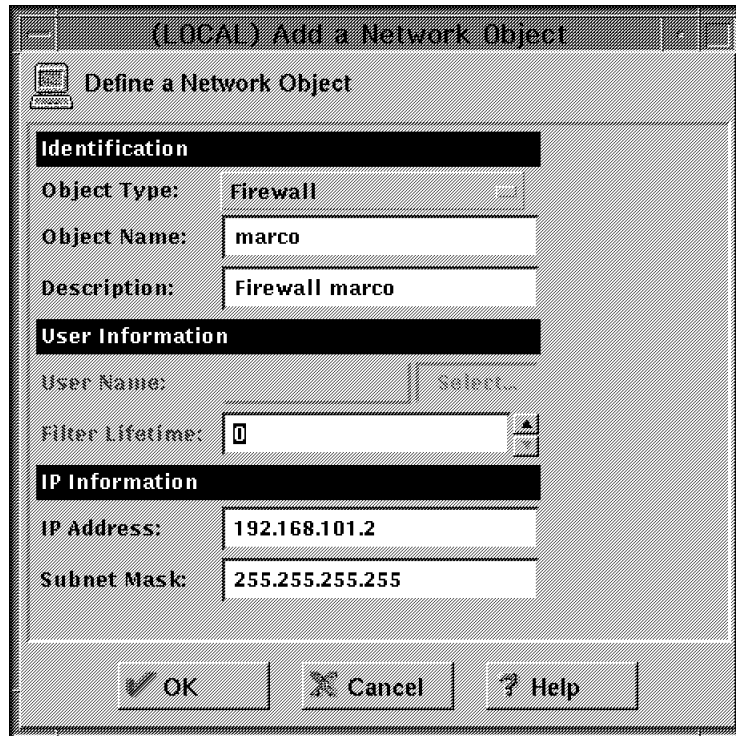 (LOCAL) Add a Network Object
Define a Network Object
Identification
Object Type: Firewall
Object Name: marco
Description: Firewall marco
User Information
User Name: Select...
Filter Lifetime: 0
IP Information
IP Address: 192.168.101.2
Subnet Mask: 255.255.255.255
OK Cancel ? Help